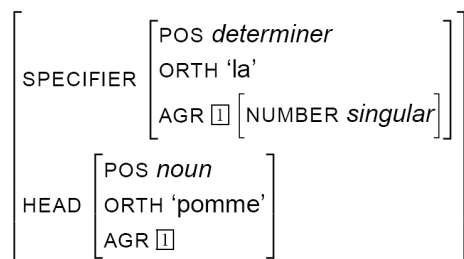 POS determiner
SPECIFIER ORTH ‘la’
AGR 1 NUMBER singular
POS noun
HEAD ORTH ‘pomme’
AGR 1